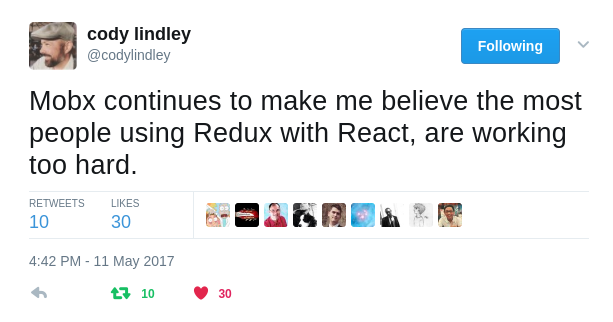 cody lindley
@codylindley
Following
Mobx continues to make me believe the most
people using Redux with React, are working
too hard.
RETWEETS LIKES
10 30
4:42 PM - 11 May 2017
10 30